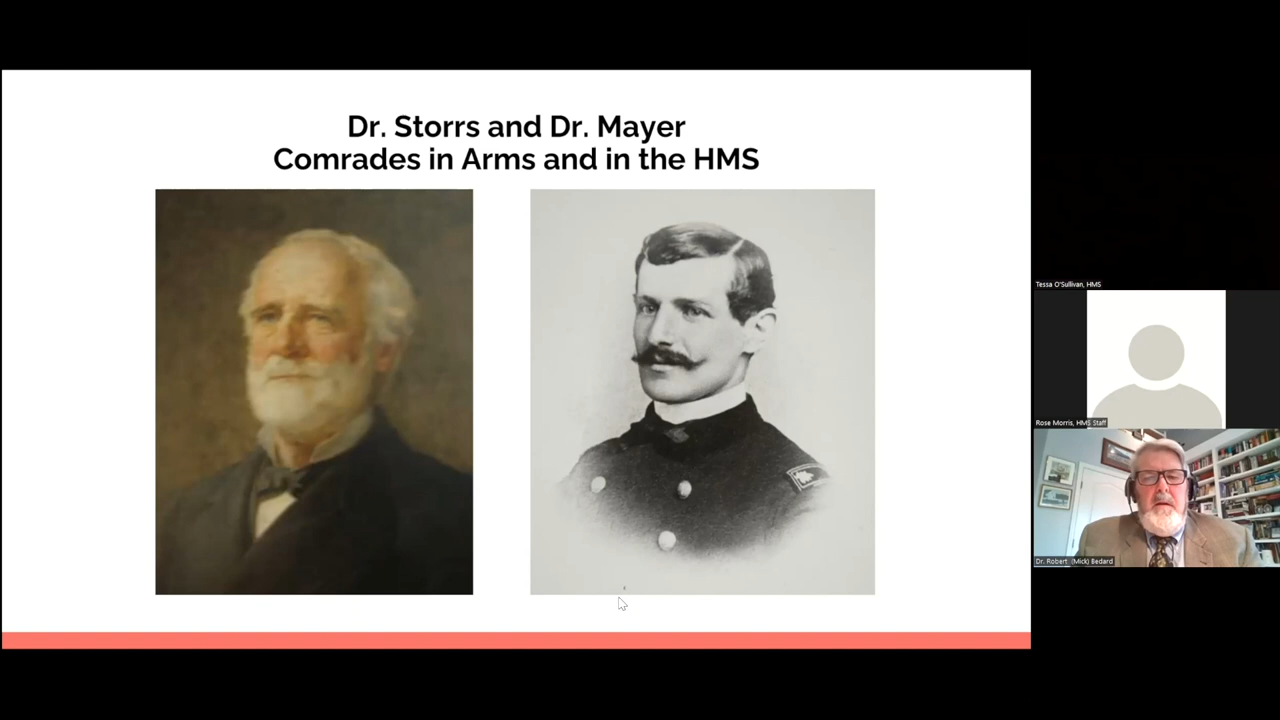 Dr. Storrs and Dr. Mayer
Comrades in Arms and in the HMS
Tessa O'Sullivan, HMS
Rose Morris, HMS Staff
Dr. Robert (Mick) Bedard